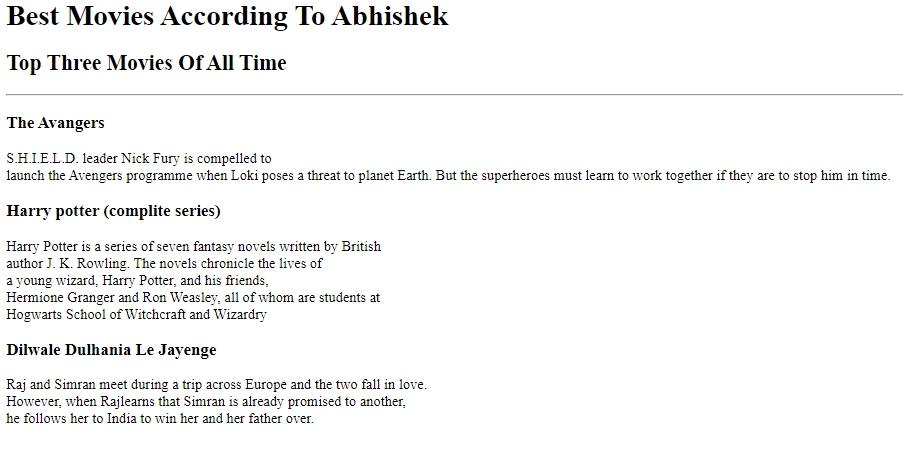 Best Movies According To Abhishek
Top Three Movies Of All Time
The Avangers
S.H.I.E.L.D. leader Nick Fury is compelled to
launch the Avengers programme when Loki poses a threat to planet Earth. But the superheroes must learn to work together if they are to stop him in time.
Harry potter (complite series)
Harry Potter is a series of seven fantasy novels written by British
author J. K. Rowling. The novels chronicle the lives of
a young wizard, Harry Potter, and his friends,
Hermione Granger and Ron Weasley, all of whom are students at
Hogwarts School of Witchcraft and Wizardry
Dilwale Dulhania Le Jayenge
Raj and Simran meet during a trip across Europe and the two fall in love.
However, when Rajlearns that Simran is already promised to another,
he follows her to India to win her and her father over.